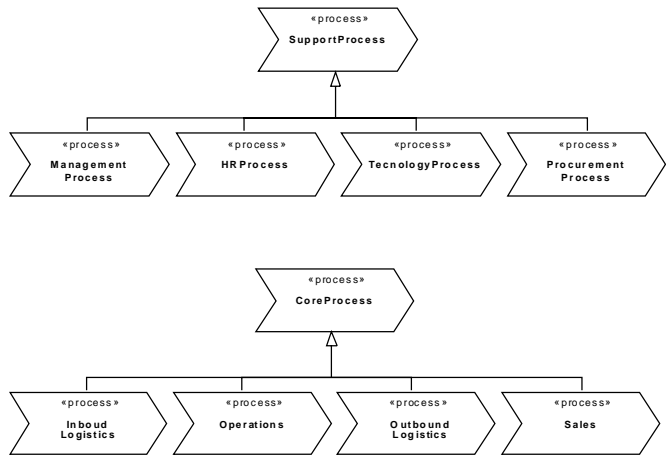 «process»
SupportProcess
«process»
Management
Process
«process»
HRProcess
«process»
TecnologyProcess
«process»
Procurement
Process
«process»
CoreProcess
«process»
Inboud
Logistics
«process»
Operations
«process»
Outbound
Logistics
«process»
Sales